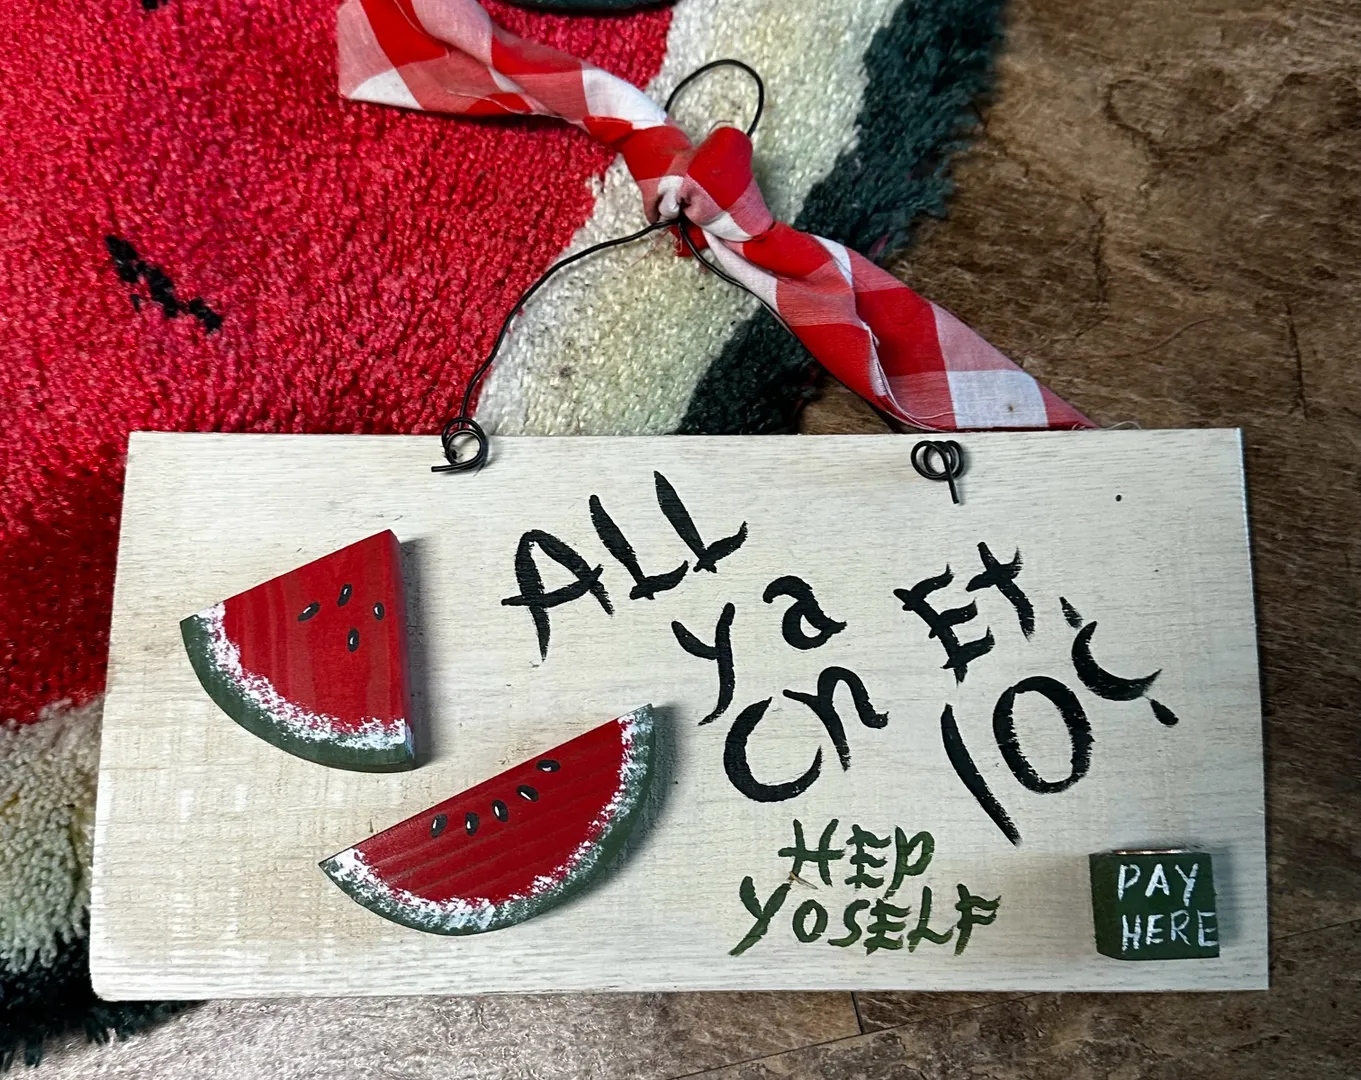 ALL
ya
Cn
Et
10¢
HEP
YOSELF
PAY
HERE